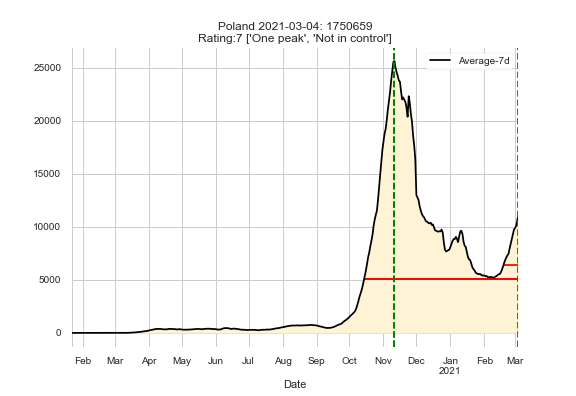 Poland 2021-03-04: 1750659
Rating:7 ['One peak', 'Not in control']
Average-7d
25000
20000
15000
10000
5000
0
Feb Mar Apr May Jun Jul Aug Sep Oct Nov Dec Jan Feb Mar
2021
Date